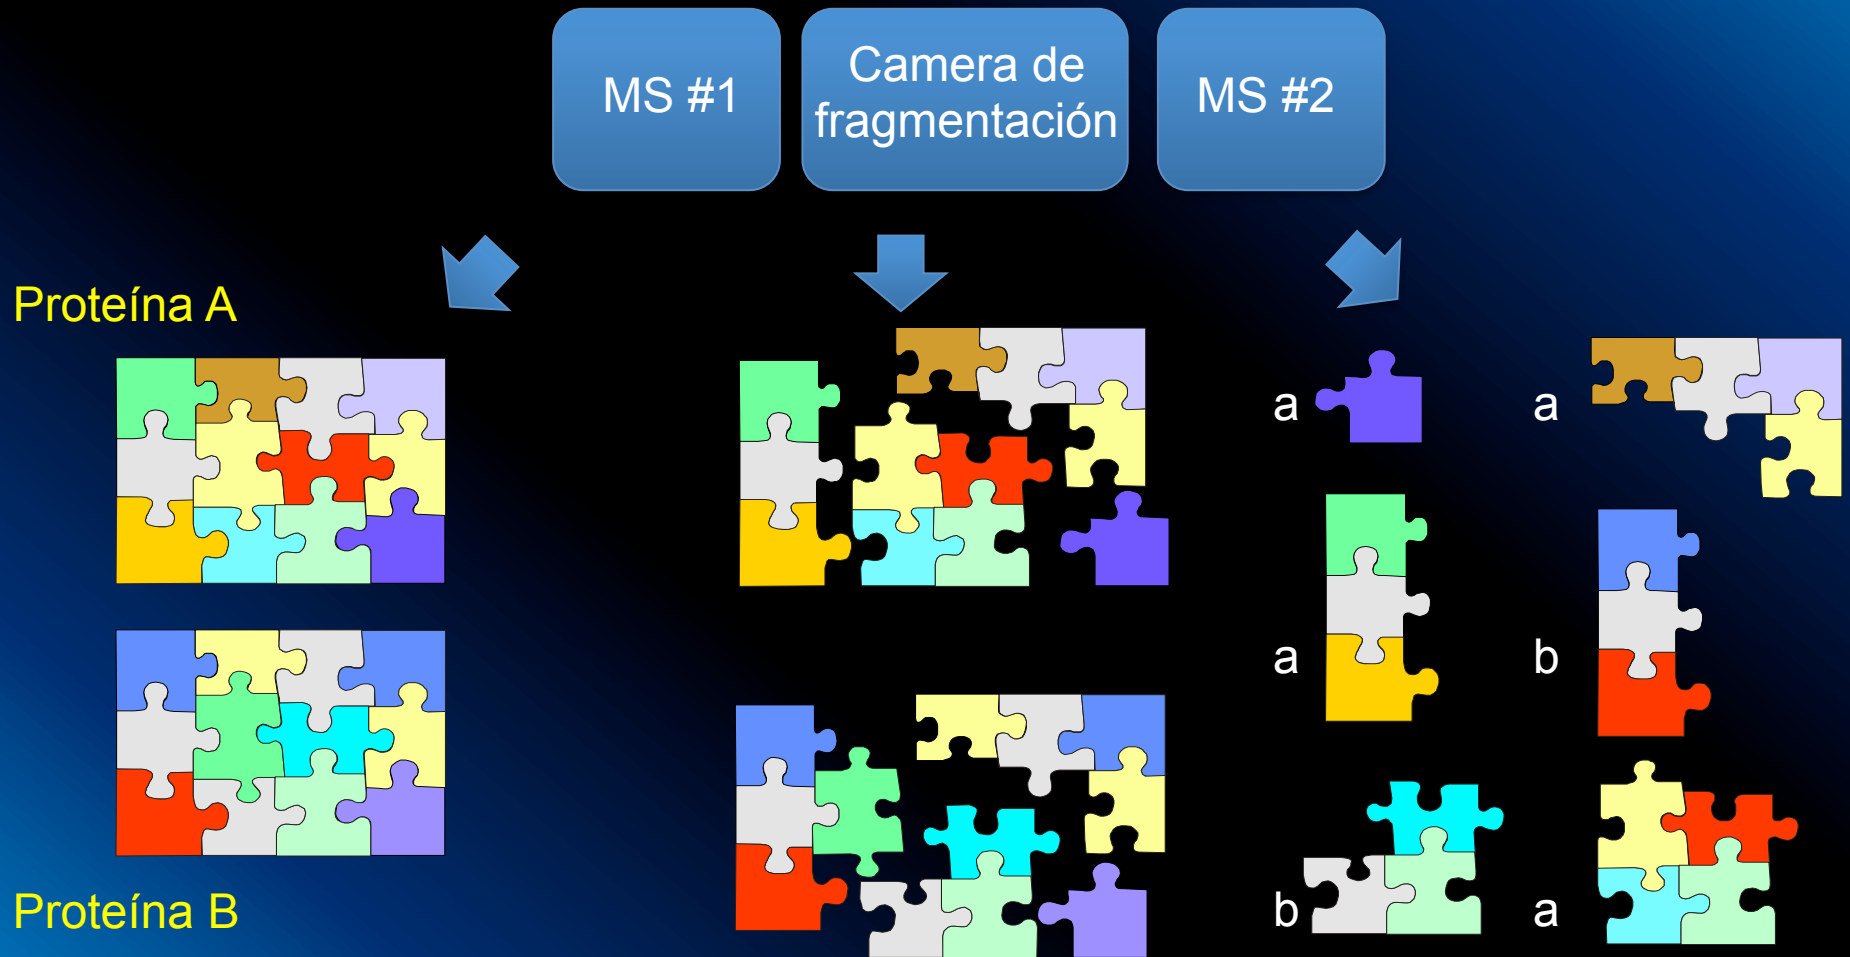 MS #1
Camera de
fragmentación
MS #2
Proteína A
a
a
a
b
b
a
Proteína B